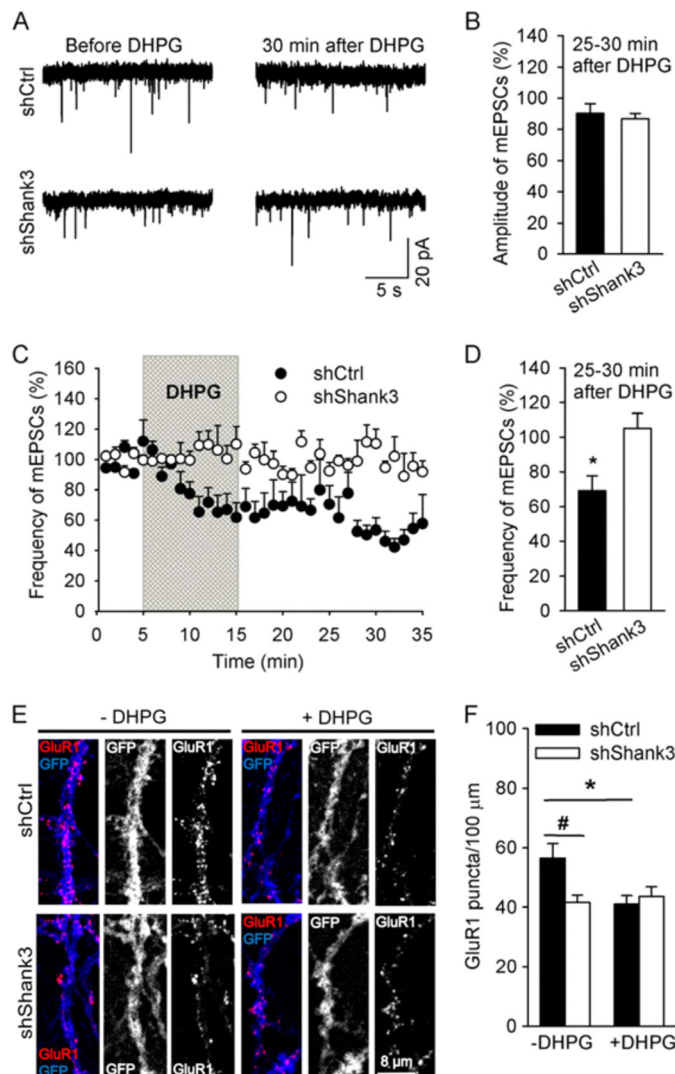 A
Before DHPG
30 min after DHPG
shCtrl
shShank3
5 s
20 pA
B
Amplitude of mEPSCs (%)
140
120
100
80
60
40
20
0
25-30 min
after DHPG
shCtrl
shShank3
C
Frequency of mEPSCs (%)
160
140
120
100
80
60
40
20
0
DHPG
shCtrl
shShank3
0 5 10 15 20 25 30 35
Time (min)
D
Frequency of mEPSCs (%)
140
120
100
80
60
40
20
0
25-30 min
after DHPG
*
shCtrl
shShank3
E
- DHPG
+ DHPG
shCtrl
GluR1
GFP
GFP
GluR1
GluR1
GFP
GFP
GluR1
shShank3
GluR1
GFP
GFP
GluR1
GluR1
GFP
GFP
GluR1
8 µm
F
GluR1 puncta/100 µm
100
80
60
40
20
0
shCtrl
shShank3
*
#
-DHPG +DHPG